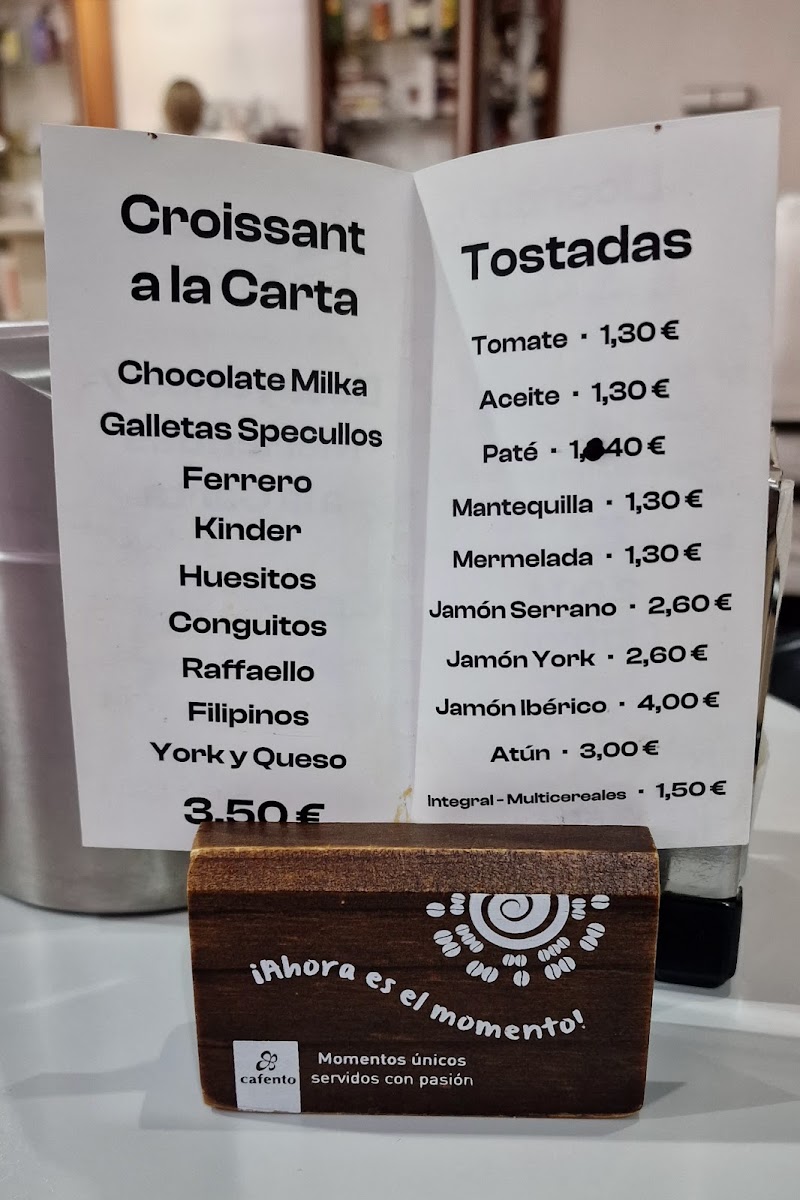 Croissant
a la Carta
Chocolate Milka
Galletas Specullos
Ferrero
Kinder
Huesitos
Conguitos
Raffaello
Filipinos
York y Queso
3,50 €
Tostadas
Tomate · 1,30 €
Aceite · 1,30 €
Paté · 1,40 €
Mantequilla · 1,30 €
Mermelada · 1,30 €
Jamón Serrano · 2,60 €
Jamón York · 2,60 €
Jamón Ibérico · 4,00 €
Atún · 3,00 €
Integral - Multicereales · 1,50 €
¡Ahora es el momento!
cafento
Momentos únicos
servidos con pasión